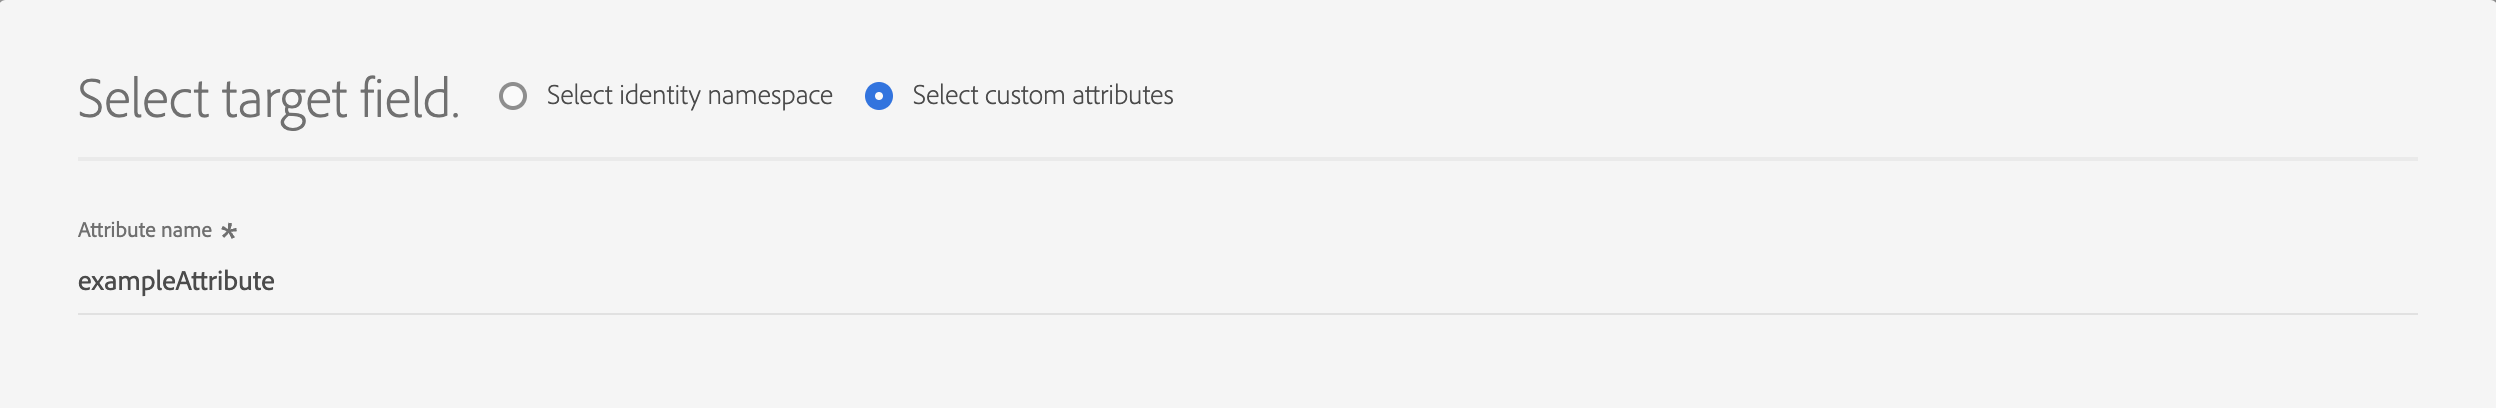 Select target field. Select identity namespace Select custom attributes
Attribute name *
exampleAttribute